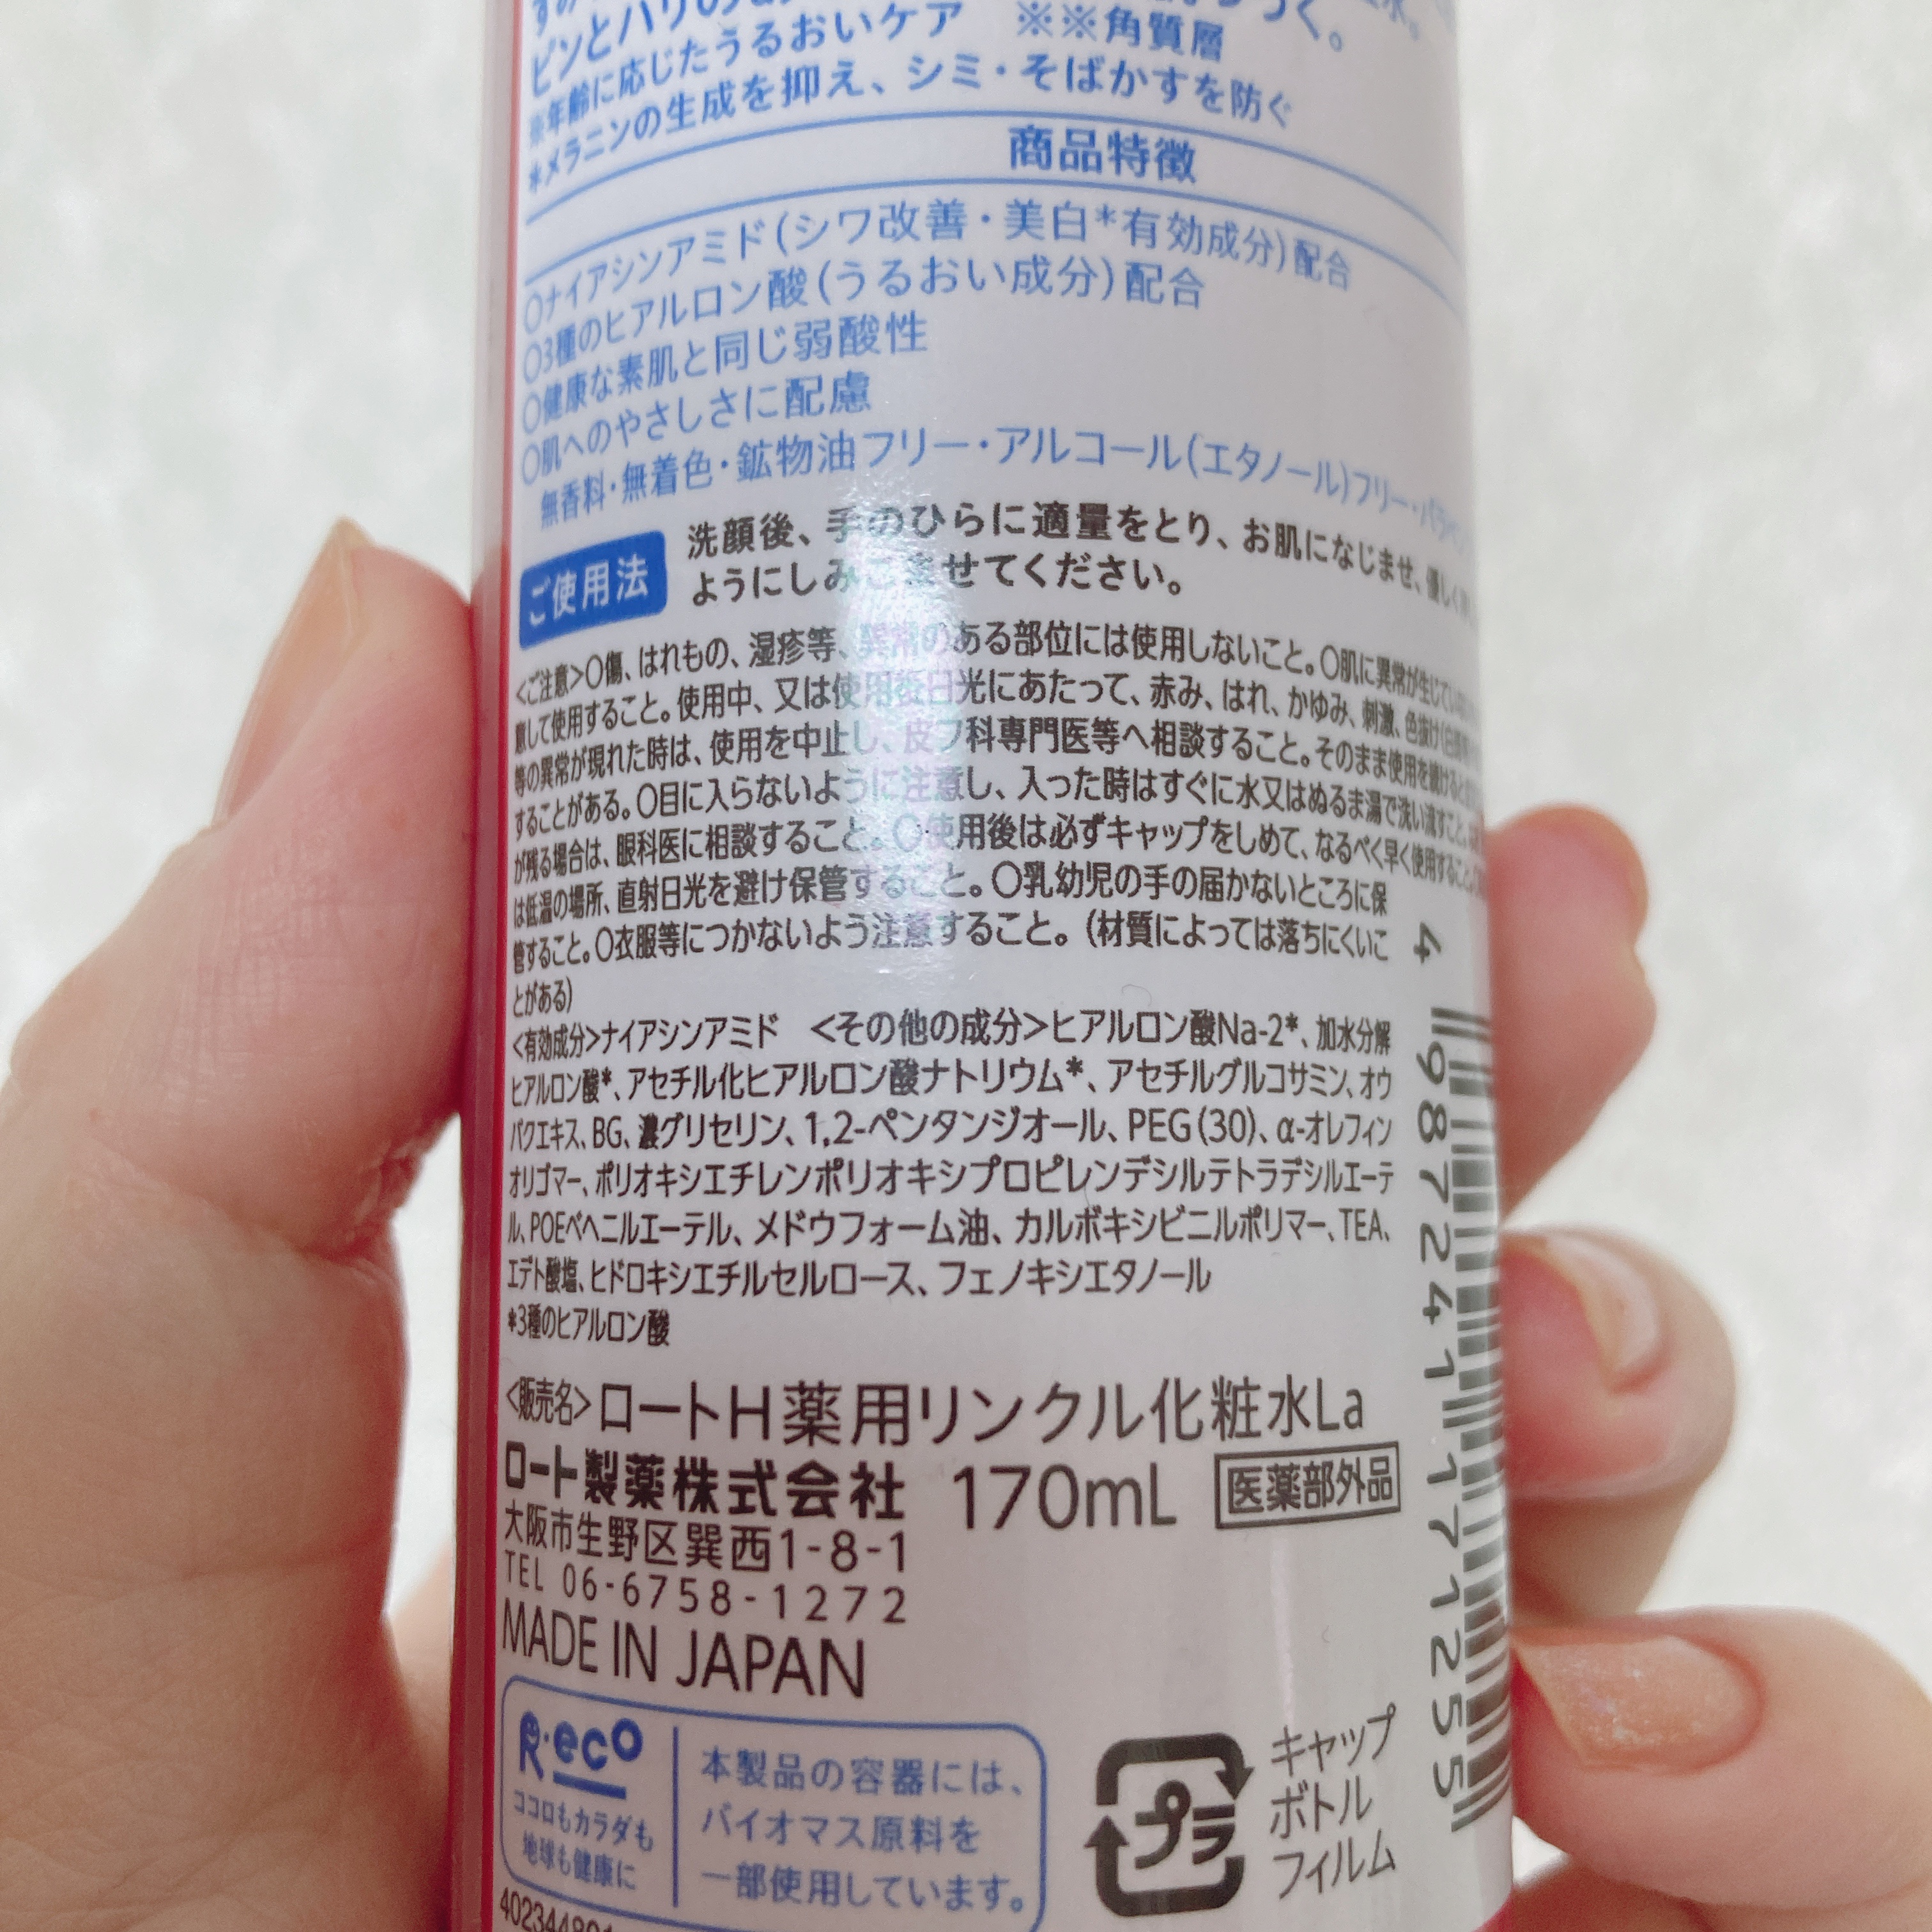 ピンとハリの
※年齢に応じたうるおいケア　※※角質層
*メラニンの生成を抑え、シミ・そばかすを防ぐ
商品特徴
○ナイアシンアミド(シワ改善・美白*有効成分)配合
○3種のヒアルロン酸(うるおい成分)配合
○健康な素肌と同じ弱酸性
○肌へのやさしさに配慮
無香料・無着色・鉱物油フリー・アルコール(エタノール)フリー・
ご使用法
洗顔後、手のひらに適量をとり、お肌になじませ、優しく
ようにしみこませてください。
<ご注意>○傷、はれもの、湿疹等、異常のある部位には使用しないこと。○肌に異常が生じて
意して使用すること。使用中、又は使用後日光にあたって、赤み、はれ、かゆみ、刺激、色抜け
等の異常が現れた時は、使用を中止し、皮フ科専門医等へ相談すること。そのまま使用を続けると
することがある。○目に入らないように注意し、入った時はすぐに水又はぬるま湯で洗い流すこと。
が残る場合は、眼科医に相談すること。○使用後は必ずキャップをしめて、なるべく早く使用すること。
は低温の場所、直射日光を避け保管すること。○乳幼児の手の届かないところに保
管すること。○衣服等につかないよう注意すること。(材質によっては落ちにくいこ
とがある)
<有効成分>ナイアシンアミド　<その他の成分>ヒアルロン酸Na-2*、加水分解
ヒアルロン酸*、アセチル化ヒアルロン酸ナトリウム*、アセチルグルコサミン、オウ
バクエキス、BG、濃グリセリン、1,2-ペンタンジオール、PEG(30)、α-オレフィン
オリゴマー、ポリオキシエチレンポリオキシプロピレンデシルテトラデシルエーテ
ル、POEベヘニルエーテル、メドウフォーム油、カルボキシビニルポリマー、TEA、
エデト酸塩、ヒドロキシエチルセルロース、フェノキシエタノール
*3種のヒアルロン酸
<販売名>ロートH薬用リンクル化粧水La
ロート製薬株式会社 170mL 医薬部外品
大阪市生野区巽西1-8-1
TEL 06-6758-1272
MADE IN JAPAN
R・eco
ココロもカラダも
地球も健康に
本製品の容器には、
バイオマス原料を
一部使用しています。
プラ
キャップ
ボトル
フィルム
4 987241 171255